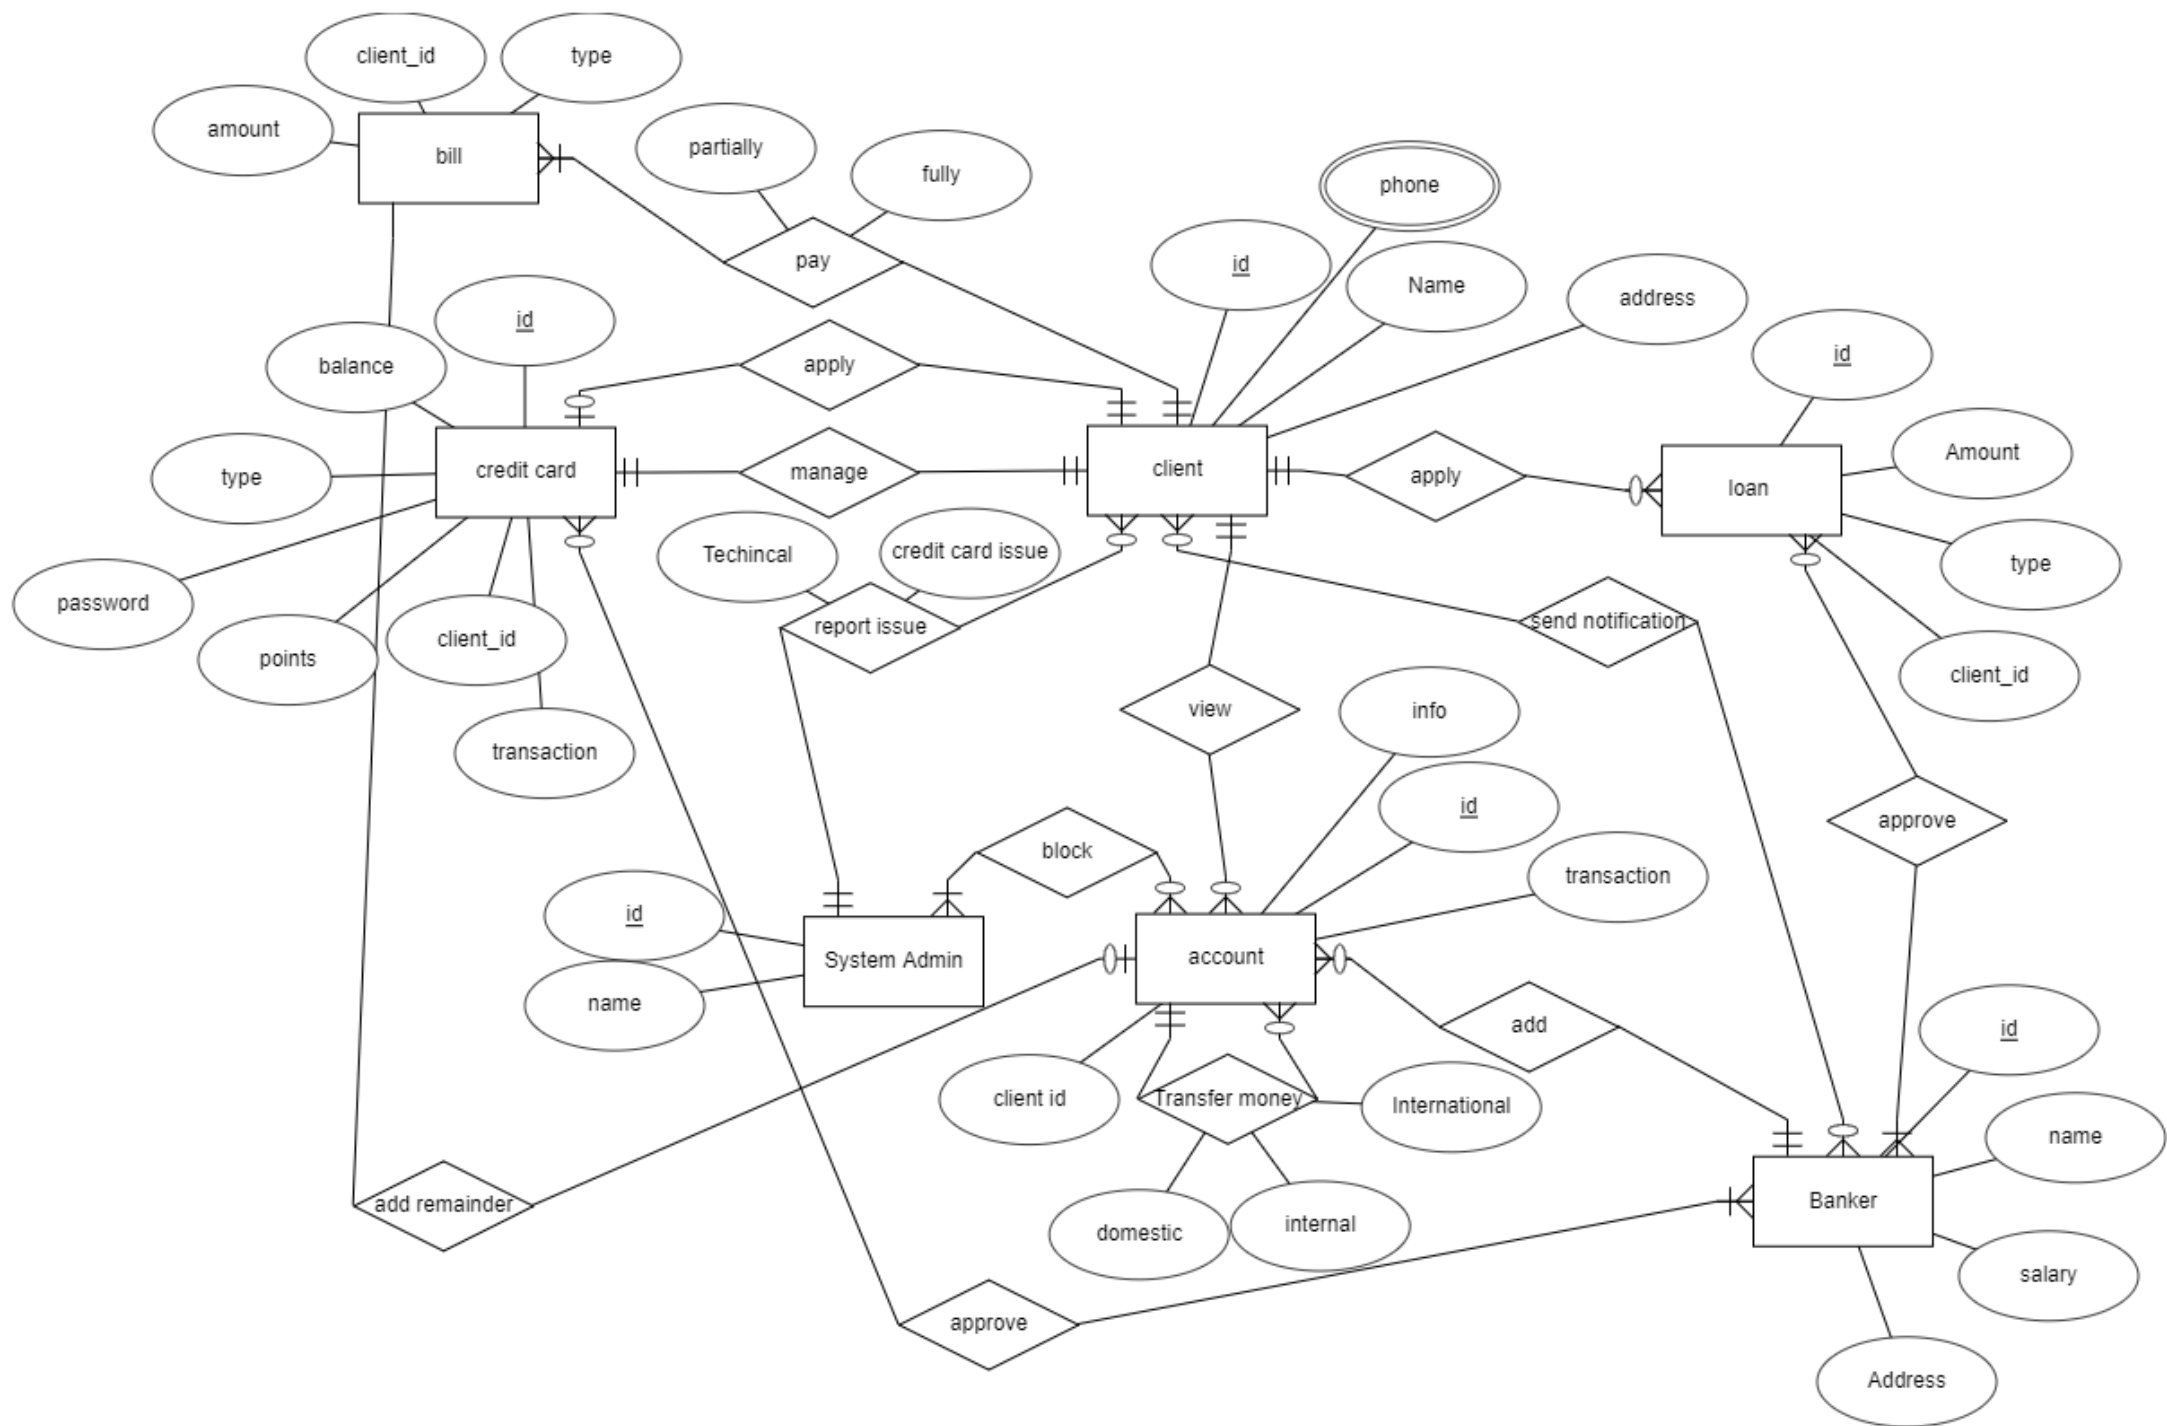 client_id
type
amount
bill
partially
fully
phone
id
Name
address
pay
id
balance
apply
id
type
credit card
manage
client
apply
loan
Amount
Techincal
credit card issue
type
password
points
client_id
report issue
send notification
client_id
transaction
view
info
id
block
transaction
approve
id
name
System Admin
account
add
id
client id
Transfer money
International
name
add remainder
domestic
internal
Banker
salary
approve
Address